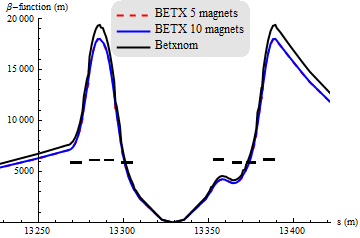 β-function (m)
BETX 5 magnets
BETX 10 magnets
Betxnom
20 000
15 000
10 000
5000
13 250 13 300 13 350 13 400 s (m)